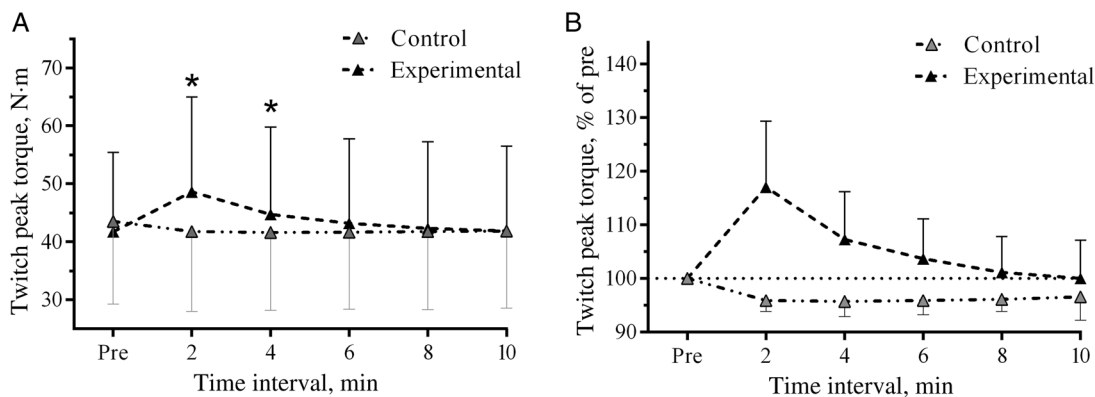 A
Twitch peak torque, N·m
70
60
50
40
30
Control
Experimental
*
*
Pre
2
4
6
8
10
Time interval, min
B
Twitch peak torque, % of pre
140
130
120
110
100
90
Control
Experimental
Pre
2
4
6
8
10
Time interval, min